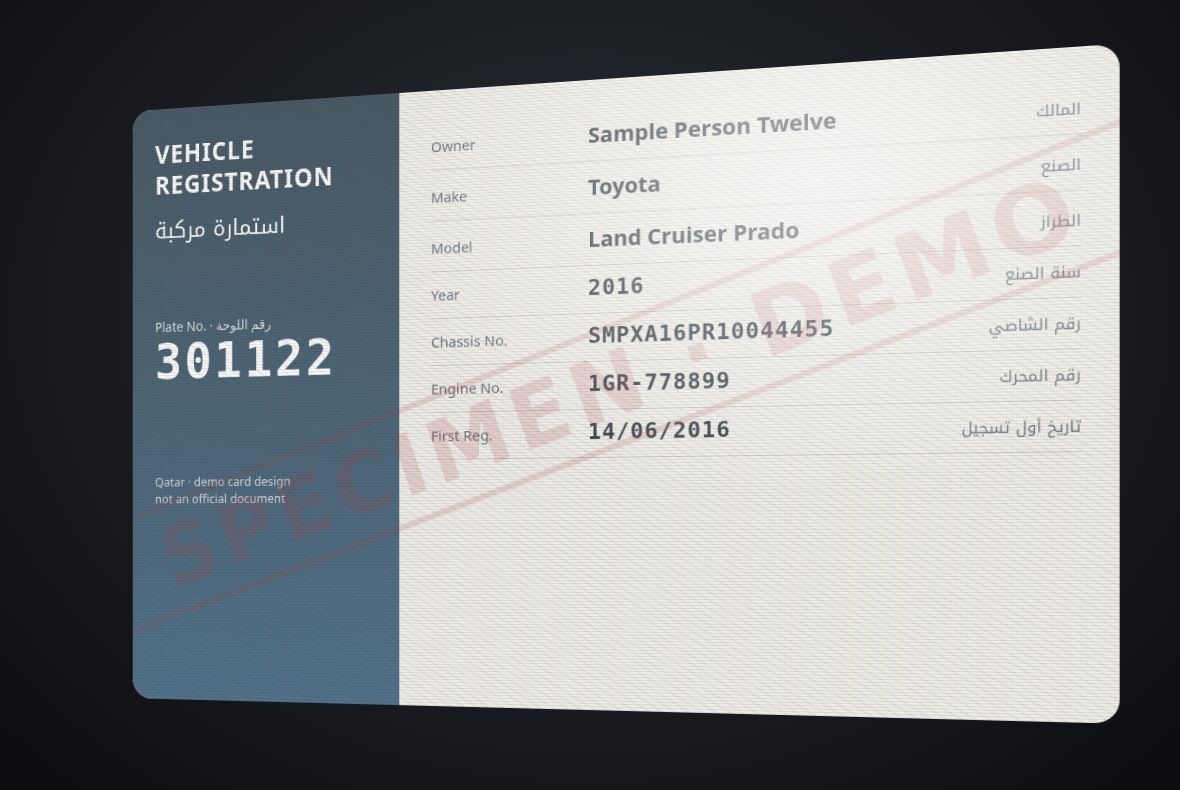 VEHICLE
REGISTRATION
استمارة مركبة
Plate No. · رقم اللوحة
301122
Qatar · demo card design
not an official document
Owner Sample Person Twelve المالك
Make Toyota الصنع
Model Land Cruiser Prado الطراز
Year 2016 سنة الصنع
Chassis No. SMPXA16PR10044455 رقم الشاصي
Engine No. 1GR-778899 رقم المحرك
First Reg. 14/06/2016 تاريخ أول تسجيل
SPECIMEN · DEMO